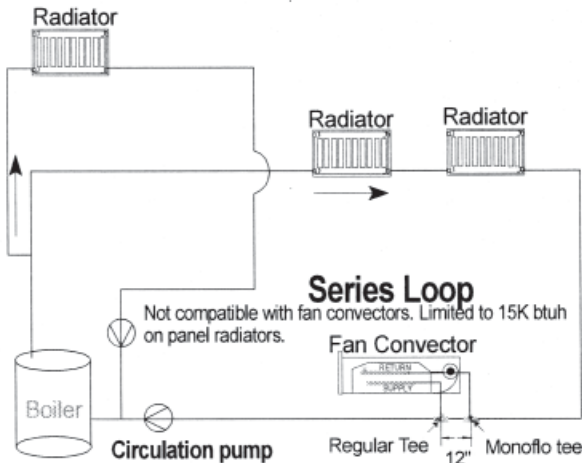 Radiator
Radiator
Radiator
Series Loop
Not compatible with fan convectors. Limited to 15K btuh
on panel radiators.
Fan Convector
RETURN
SUPPLY
Boiler
Circulation pump
Regular Tee
12"
Monoflo tee